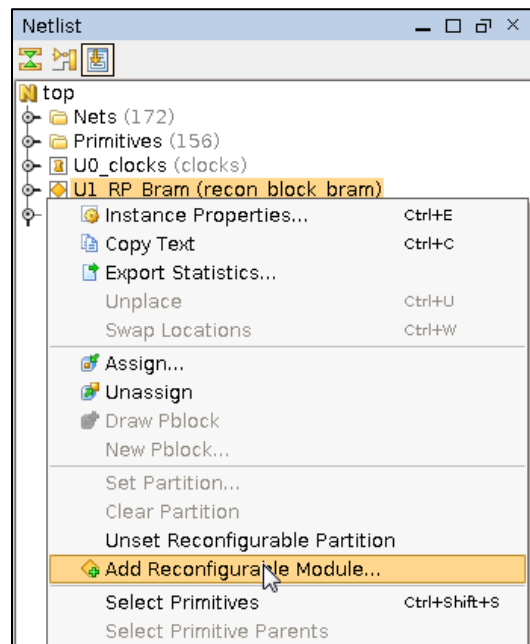 Netlist
top
Nets (172)
Primitives (156)
U0_clocks (clocks)
U1_RP_Bram (recon_block_bram)
Instance Properties... Ctrl+E
Copy Text Ctrl+C
Export Statistics...
Unplace Ctrl+U
Swap Locations Ctrl+W
Assign...
Unassign
Draw Pblock
New Pblock...
Set Partition...
Clear Partition
Unset Reconfigurable Partition
Add Reconfigurable Module...
Select Primitives Ctrl+Shift+S
Select Primitive Parents